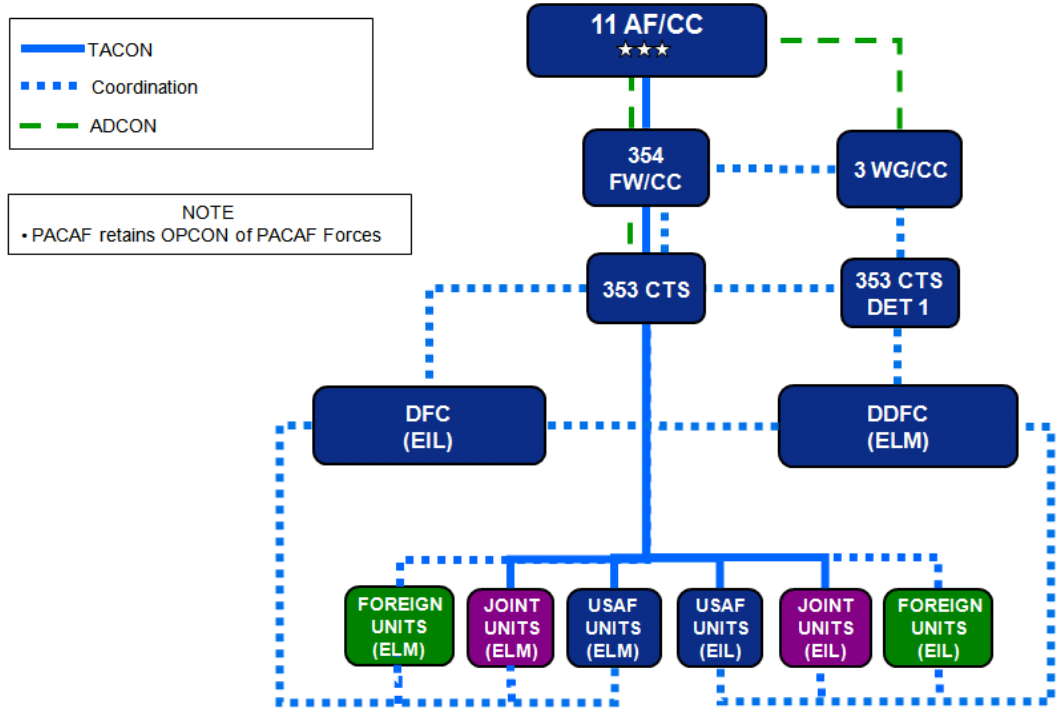 11 AF/CC
TACON
Coordination
ADCON
354
FW/CC
3 WG/CC
NOTE
• PACAF retains OPCON of PACAF Forces
353 CTS
353 CTS
DET 1
DFC
(EIL)
DDFC
(ELM)
FOREIGN
UNITS
(ELM)
JOINT
UNITS
(ELM)
USAF
UNITS
(ELM)
USAF
UNITS
(EIL)
JOINT
UNITS
(EIL)
FOREIGN
UNITS
(EIL)